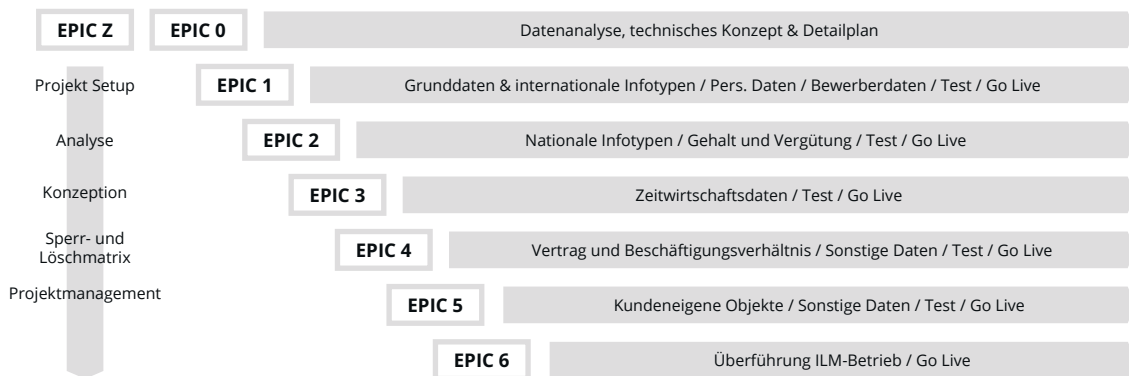 EPIC Z
EPIC 0
Datenanalyse, technisches Konzept & Detailplan
Projekt Setup
EPIC 1
Grunddaten & internationale Infotypen / Pers. Daten / Bewerberdaten / Test / Go Live
Analyse
EPIC 2
Nationale Infotypen / Gehalt und Vergütung / Test / Go Live
Konzeption
EPIC 3
Zeitwirtschaftsdaten / Test / Go Live
Sperr- und
Löschmatrix
EPIC 4
Vertrag und Beschäftigungsverhältnis / Sonstige Daten / Test / Go Live
Projektmanagement
EPIC 5
Kundeneigene Objekte / Sonstige Daten / Test / Go Live
EPIC 6
Überführung ILM-Betrieb / Go Live